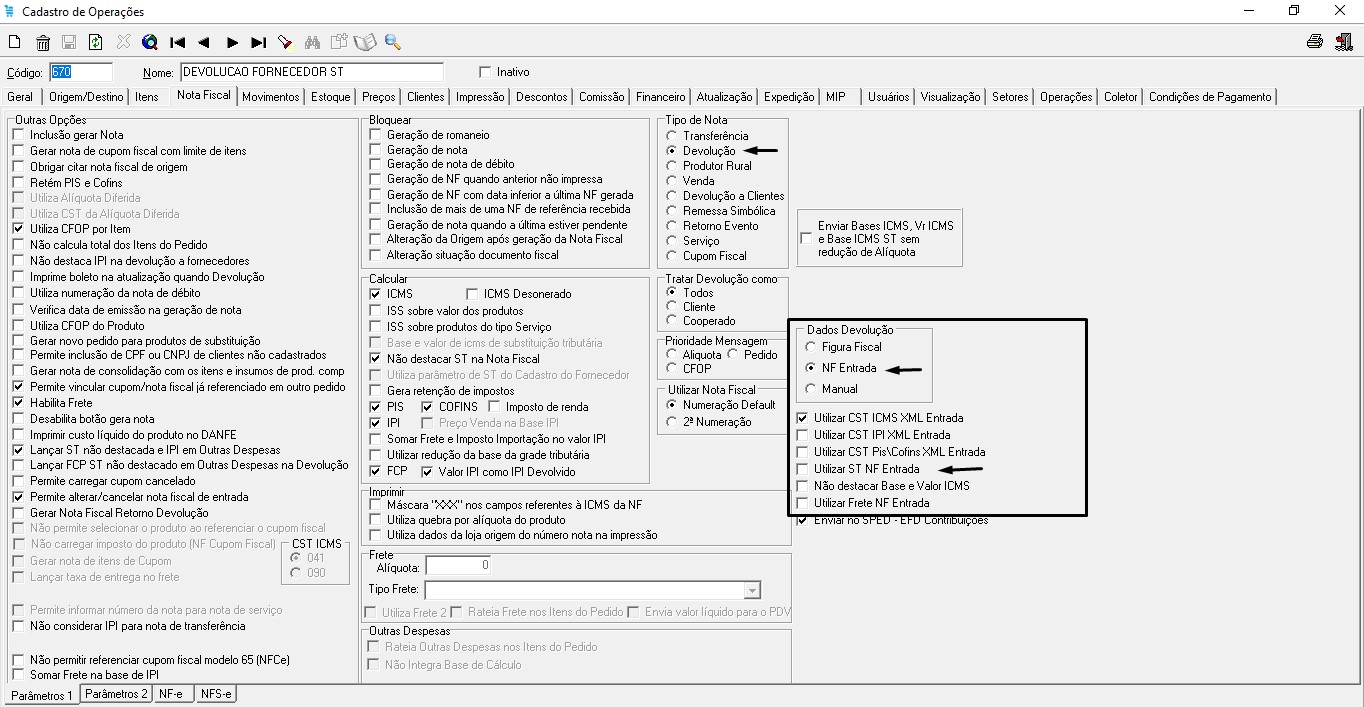 Cadastro de Operações
Código: 670 Nome: DEVOLUCAO FORNECEDOR ST Inativo
Geral Origem/Destino Itens Nota Fiscal Movimentos Estoque Preços Clientes Impressão Descontos Comissão Financeiro Atualização Expedição MIP Usuários Visualização Setores Operações Coletor Condições de Pagamento
Outras Opções
Inclusão gerar Nota
Gerar nota de cupom fiscal com limite de itens
Obrigar citar nota fiscal de origem
Retém PIS e Cofins
Utiliza Alíquota Diferida
Utiliza CST da Alíquota Diferida
Utiliza CFOP por Item
Não calcula total dos Itens do Pedido
Não destaca IPI na devolução a fornecedores
Imprime boleto na atualização quando Devolução
Utiliza numeração da nota de débito
Verifica data de emissão na geração de nota
Utiliza CFOP do Produto
Gerar novo pedido para produtos de substituição
Permite inclusão de CPF ou CNPJ de clientes não cadastrados
Gerar nota de consolidação com os itens e insumos de prod. comp
Permite vincular cupom/nota fiscal já referenciado em outro pedido
Habilita Frete
Desabilita botão gera nota
Imprimir custo líquido do produto no DANFE
Lançar ST não destacada e IPI em Outras Despesas
Lançar FCP ST não destacado em Outras Despesas na Devolução
Permite carregar cupom cancelado
Permite alterar/cancelar nota fiscal de entrada
Gerar Nota Fiscal Retorno Devolução
Não permite selecionar o produto ao referenciar o cupom fiscal
Não carregar imposto do produto (NF Cupom Fiscal)
Gerar nota de itens de Cupom
Lançar taxa de entrega no frete
CST ICMS
041
090
Permite informar número da nota para nota de serviço
Não considerar IPI para nota de transferência
Não permitir referenciar cupom fiscal modelo 65 (NFCe)
Somar Frete na base de IPI
Bloquear
Geração de romaneio
Geração de nota
Geração de nota de débito
Geração de NF quando anterior não impressa
Geração de NF com data inferior a última NF gerada
Inclusão de mais de uma NF de referência recebida
Geração de nota quando a última estiver pendente
Alteração da Origem após geração da Nota Fiscal
Alteração situação documento fiscal
Calcular
ICMS ICMS Desonerado
ISS sobre valor dos produtos
ISS sobre produtos do tipo Serviço
Base e valor de icms de substituição tributária
Não destacar ST na Nota Fiscal
Utiliza parâmetro de ST do Cadastro do Fornecedor
Gera retenção de impostos
PIS COFINS Imposto de renda
IPI Preço Venda na Base IPI
Somar Frete e Imposto Importação no valor IPI
Utilizar redução da base da grade tributária
FCP Valor IPI como IPI Devolvido
Imprimir
Máscara "XXX" nos campos referentes à ICMS da NF
Utiliza quebra por alíquota do produto
Utiliza dados da loja origem do número nota na impressão
Frete
Alíquota: 0
Tipo Frete:
Utiliza Frete 2 Rateia Frete nos Itens do Pedido Envia valor líquido para o PDV
Outras Despesas
Rateia Outras Despesas nos Itens do Pedido
Não Integra Base de Cálculo
Tipo de Nota
Transferência
Devolução
Produtor Rural
Venda
Devolução a Clientes
Remessa Simbólica
Retorno Evento
Serviço
Cupom Fiscal
Tratar Devolução como
Todos
Cliente
Cooperado
Prioridade Mensagem
Aliquota Pedido
CFOP
Utilizar Nota Fiscal
Numeração Default
2ª Numeração
Enviar Bases ICMS, Vr ICMS
e Base ICMS ST sem
redução de Alíquota
Dados Devolução
Figura Fiscal
NF Entrada
Manual
Utilizar CST ICMS XML Entrada
Utilizar CST IPI XML Entrada
Utilizar CST Pis\Cofins XML Entrada
Utilizar ST NF Entrada
Não destacar Base e Valor ICMS
Utilizar Frete NF Entrada
Enviar no SPED - EFD Contribuições
Parâmetros 1 Parâmetros 2 NF-e NFS-e